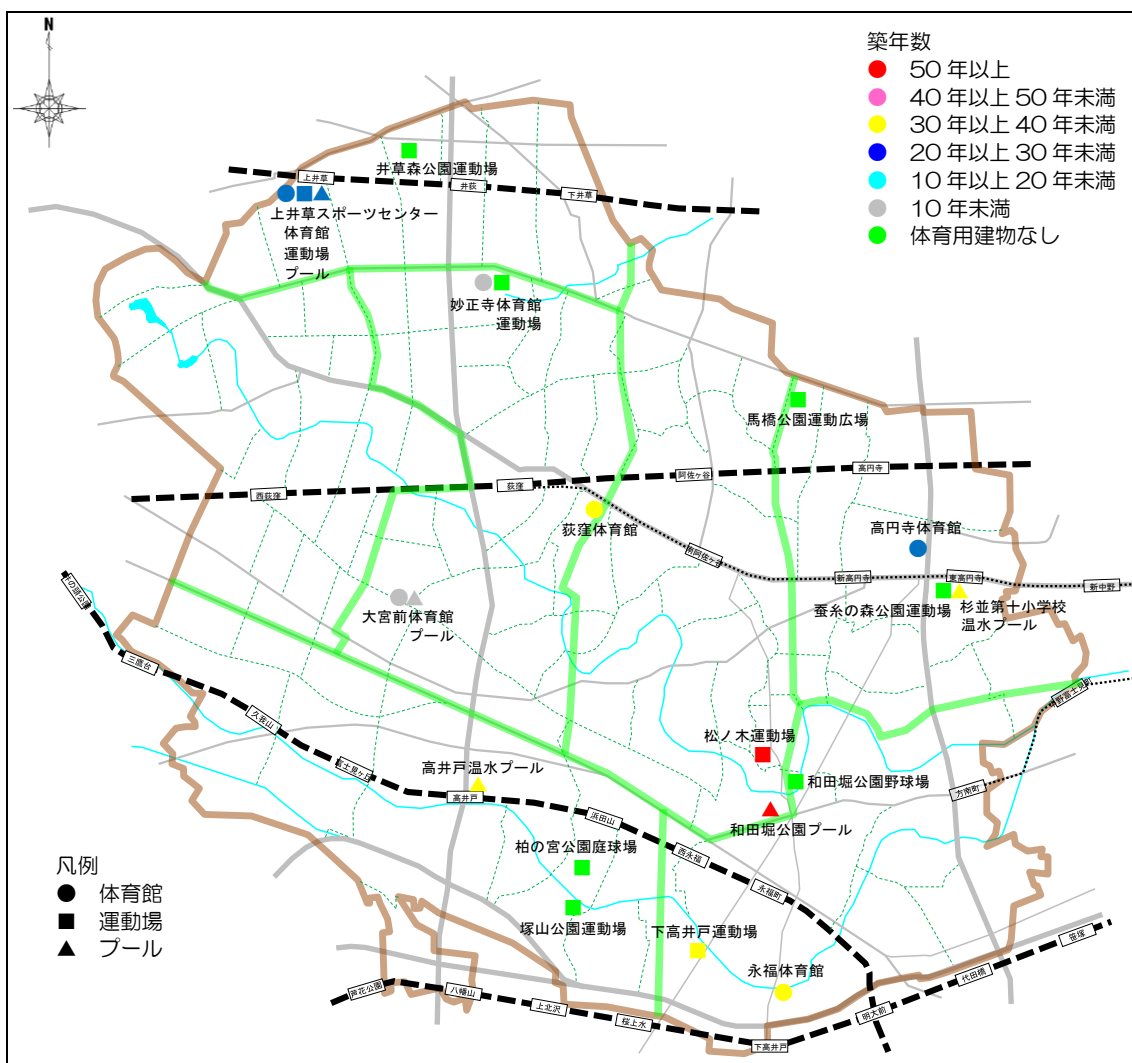 N
築年数
50 年以上
40 年以上 50 年未満
30 年以上 40 年未満
20 年以上 30 年未満
10 年以上 20 年未満
10 年未満
体育用建物なし
井草森公園運動場
上井草
井荻
下井草
上井草スポーツセンター
体育館
運動場
プール
妙正寺体育館
運動場
馬橋公園運動広場
西荻窪
荻窪
阿佐ヶ谷
高円寺
荻窪体育館
南阿佐ヶ谷
高円寺体育館
新高円寺
東高円寺
新中野
蚕糸の森公園運動場
杉並第十小学校
温水プール
大宮前体育館
プール
三鷹台
久我山
富士見ヶ丘
高井戸温水プール
高井戸
浜田山
西永福
永福町
松ノ木運動場
和田堀公園野球場
和田堀公園プール
方南町
柏の宮公園庭球場
塚山公園運動場
下高井戸運動場
永福体育館
凡例
体育館
運動場
プール
芦花公園
八幡山
上北沢
桜上水
下高井戸
明大前
代田橋
笹塚